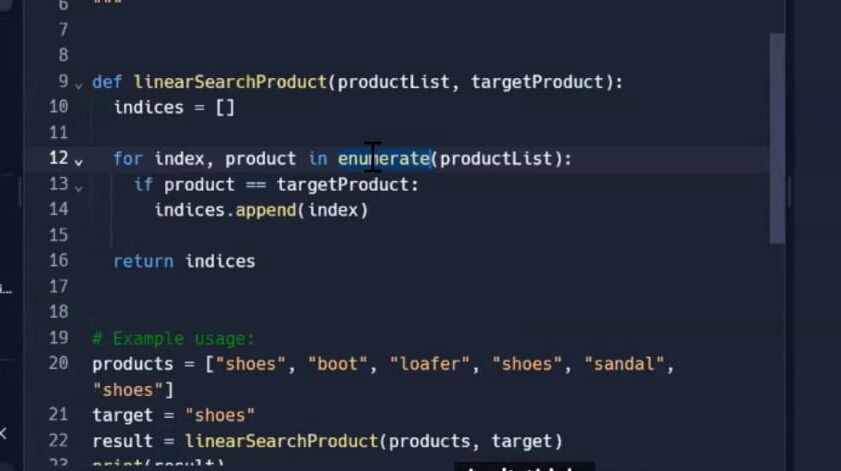 6 """
7
8
9 def linearSearchProduct(productList, targetProduct):
10 indices = []
11
12 for index, product in enumerate(productList):
13 if product == targetProduct:
14 indices.append(index)
15
16 return indices
17
18
19 # Example usage:
20 products = ["shoes", "boot", "loafer", "shoes", "sandal",
"shoes"]
21 target = "shoes"
22 result = linearSearchProduct(products, target)
23 print(result)